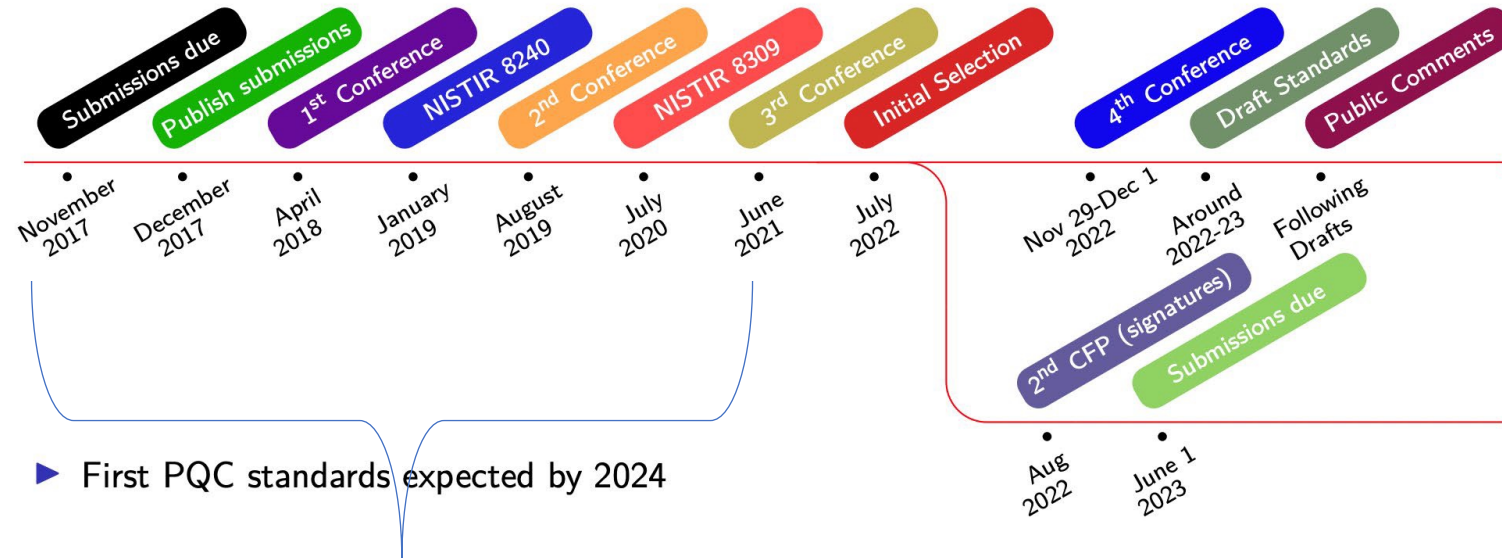 Submissions due
Publish submissions
1st Conference
NISTIR 8240
2nd Conference
NISTIR 8309
3rd Conference
Initial Selection
4th Conference
Draft Standards
Public Comments
November
2017
December
2017
April
2018
January
2019
August
2019
July
2020
June
2021
July
2022
Nov 29-Dec 1
2022
Around
2022-23
Following
Drafts
2nd CFP (signatures)
Submissions due
Aug
2022
June 1
2023
▶ First PQC standards expected by 2024